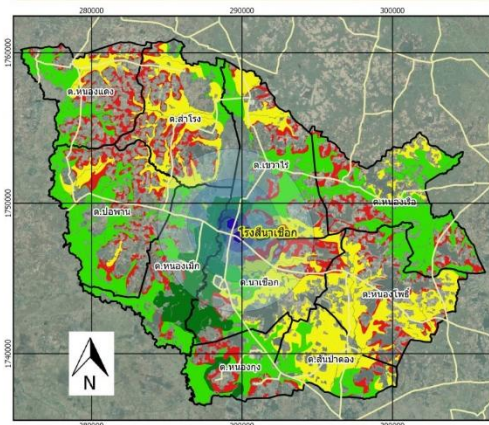 280000 290000 300000
1760000
ต.หนองแดง
ต.สำโรง
ต.เขวาไร่
1750000
ต.หนองเรือ
ต.ปอพาน
โรงสีนาเชือก
ต.หนองเม็ก
ต.นาเชือก
ต.หนองโพธิ์
1740000
ต.สันป่าตอง
N
ต.หนองกุง
280000 290000 300000